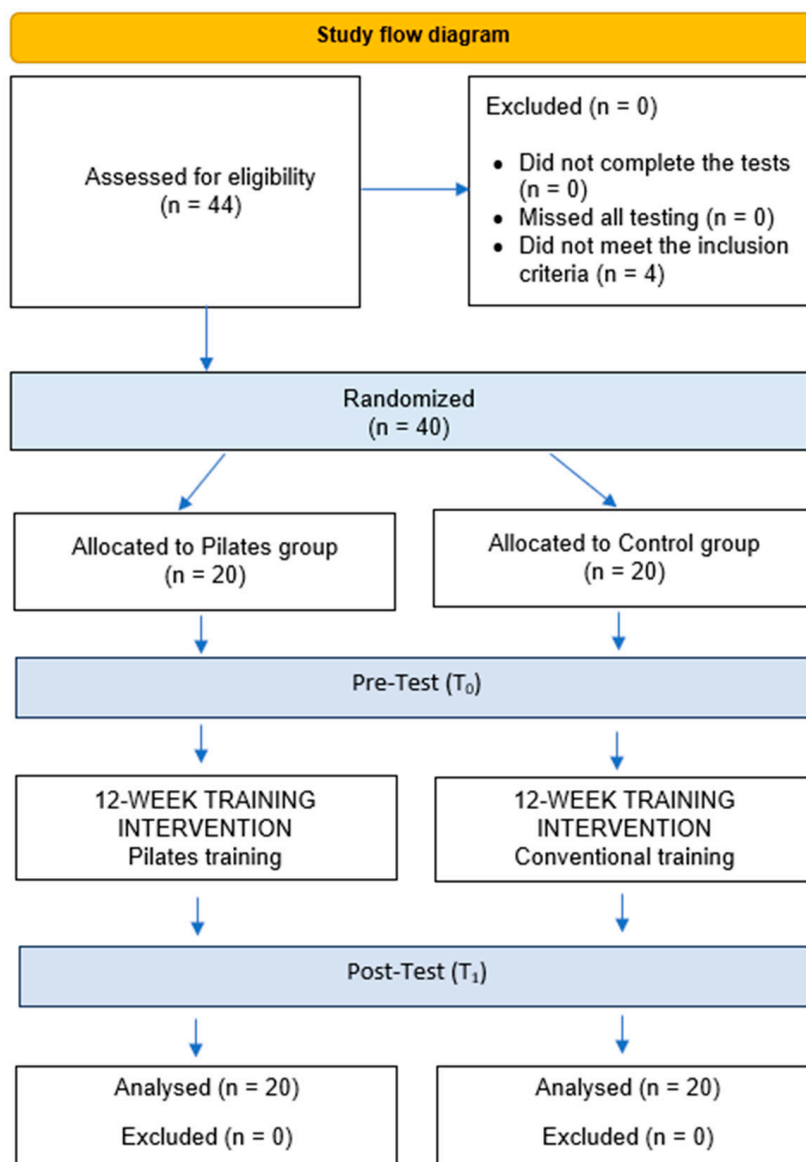 Study flow diagram
Assessed for eligibility
(n = 44)
Excluded (n = 0)
• Did not complete the tests
(n = 0)
• Missed all testing (n = 0)
• Did not meet the inclusion
criteria (n = 4)
Randomized
(n = 40)
Allocated to Pilates group
(n = 20)
Allocated to Control group
(n = 20)
Pre-Test (T₀)
12-WEEK TRAINING
INTERVENTION
Pilates training
12-WEEK TRAINING
INTERVENTION
Conventional training
Post-Test (T₁)
Analysed (n = 20)
Excluded (n = 0)
Analysed (n = 20)
Excluded (n = 0)